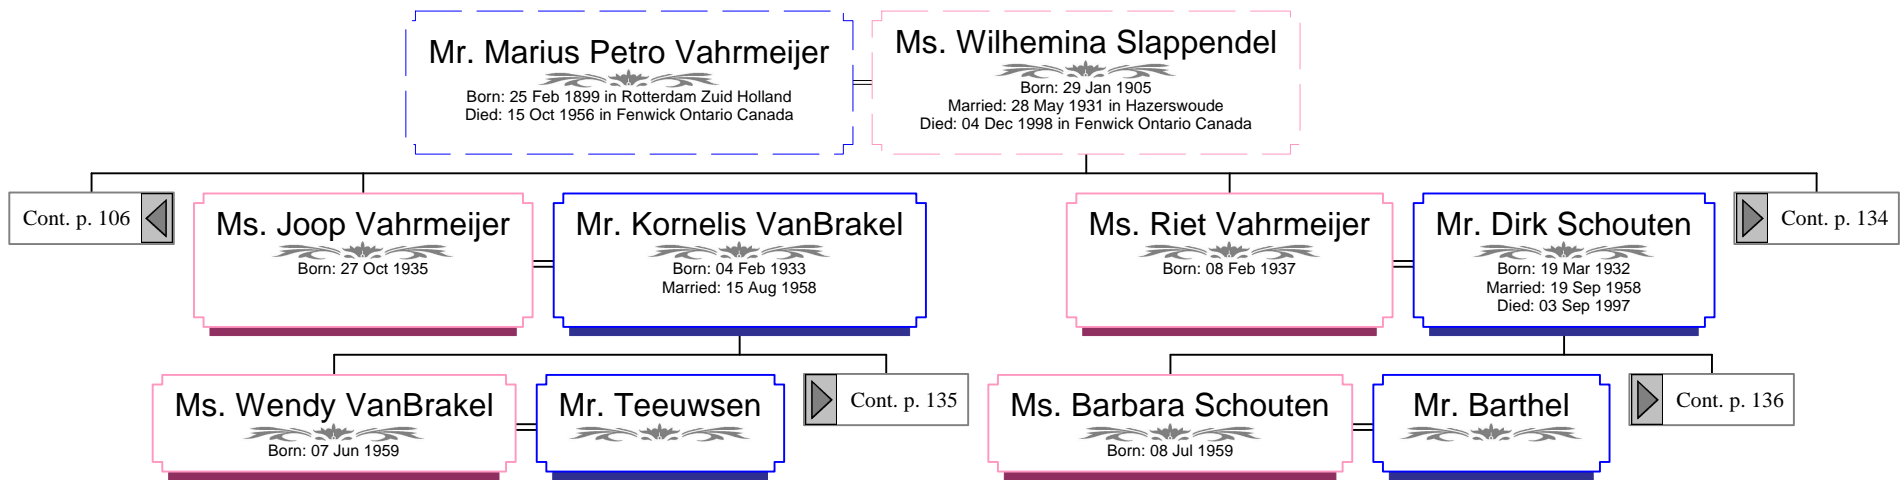 Mr. Marius Petro Vahrmeijer
Born: 25 Feb 1899 in Rotterdam Zuid Holland
Died: 15 Oct 1956 in Fenwick Ontario Canada
Ms. Wilhemina Slappendel
Born: 29 Jan 1905
Married: 28 May 1931 in Hazerswoude
Died: 04 Dec 1998 in Fenwick Ontario Canada
Cont. p. 106
Ms. Joop Vahrmeijer
Born: 27 Oct 1935
Mr. Kornelis VanBrakel
Born: 04 Feb 1933
Married: 15 Aug 1958
Ms. Riet Vahrmeijer
Born: 08 Feb 1937
Mr. Dirk Schouten
Born: 19 Mar 1932
Married: 19 Sep 1958
Died: 03 Sep 1997
Cont. p. 134
Ms. Wendy VanBrakel
Born: 07 Jun 1959
Mr. Teeuwsen
Cont. p. 135
Ms. Barbara Schouten
Born: 08 Jul 1959
Mr. Barthel
Cont. p. 136